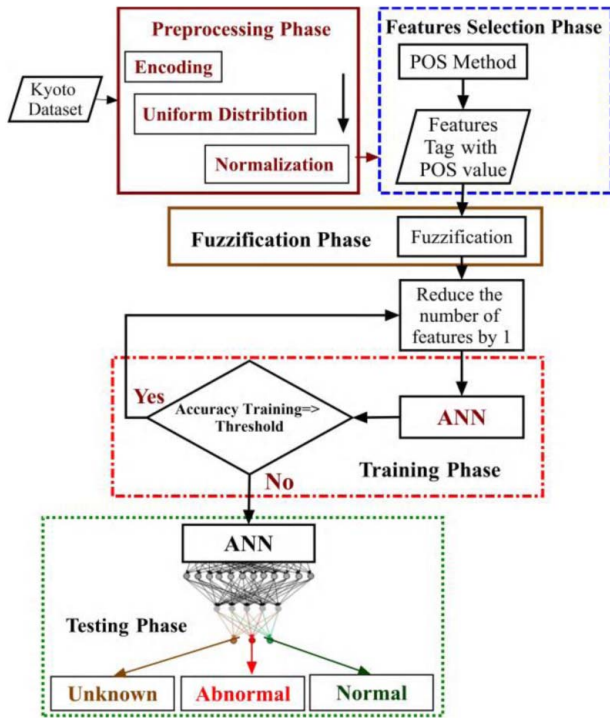 Kyoto
Dataset
Preprocessing Phase
Encoding
Uniform Distribtion
Normalization
Features Selection Phase
POS Method
Features
Tag with
POS value
Fuzzification Phase
Fuzzification
Reduce the
number of
features by 1
Yes
Accuracy Training=>
Threshold
ANN
Training Phase
No
ANN
Testing Phase
Unknown
Abnormal
Normal